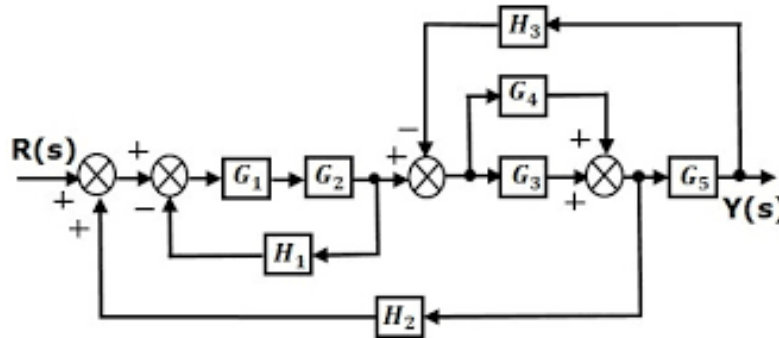 H₃
G₄
R(s)
G₁
G₂
G₃
G₅
Y(s)
H₁
H₂
+
+
+
−
+
−
+
+